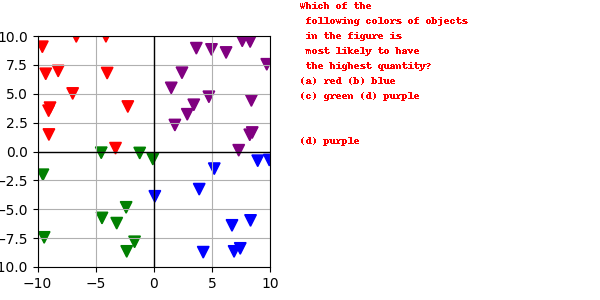 Which of the
following colors of objects
in the figure is
most likely to have
the highest quantity?
(a) red (b) blue
(c) green (d) purple
(d) purple
10.0
7.5
5.0
2.5
0.0
−2.5
−5.0
−7.5
−10.0
−10 −5 0 5 10